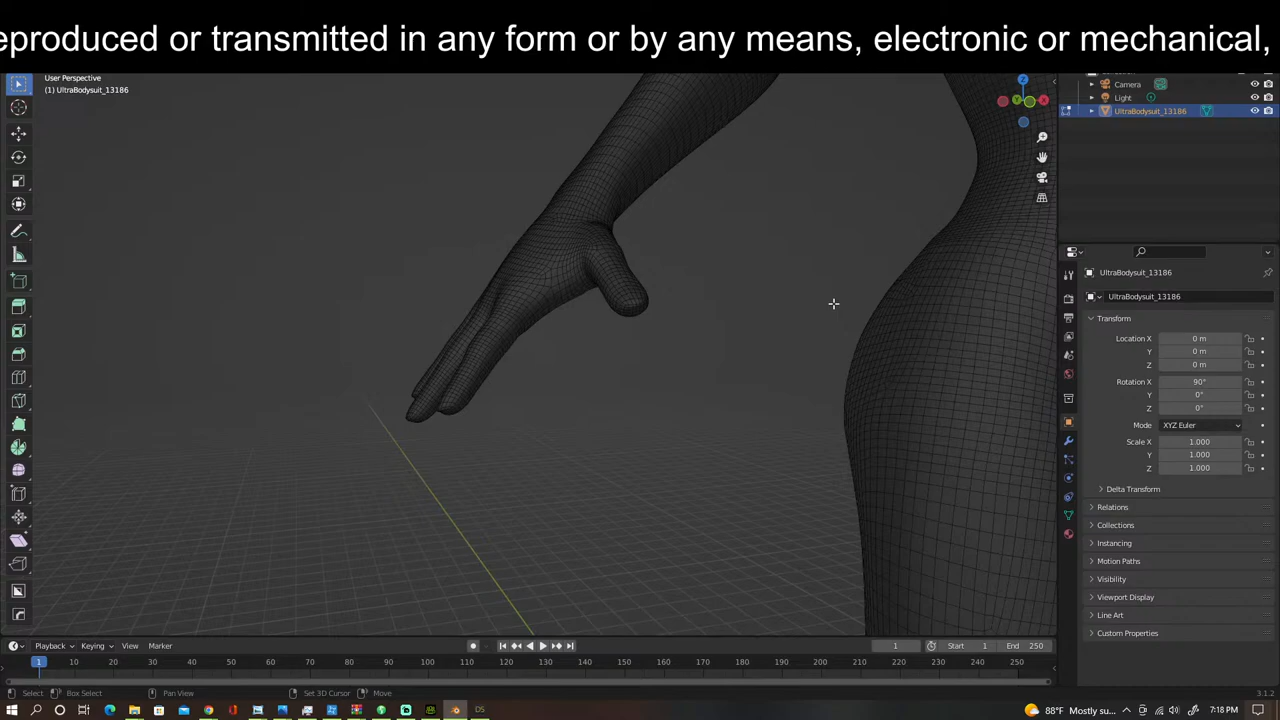 eproduced or transmitted in any form or by any means, electronic or mechanical,
User Perspective
(1) UltraBodysuit_13186
Camera
Light
UltraBodysuit_13186
UltraBodysuit_13186
UltraBodysuit_13186
Transform
Location X 0 m
Y 0 m
Z 0 m
Rotation X 90°
Y 0°
Z 0°
Mode XYZ Euler
Scale X 1.000
Y 1.000
Z 1.000
Delta Transform
Relations
Collections
Instancing
Motion Paths
Visibility
Viewport Display
Line Art
Custom Properties
Playback Keying View Marker 1 Start 1 End 250
1 10 20 30 40 50 60 70 80 90 100 110 120 130 140 150 160 170 180 190 200 210 220 230 240 250
Select Box Select Pan View Set 3D Cursor Move 3.1.2
DS 88°F Mostly su... 7:18 PM